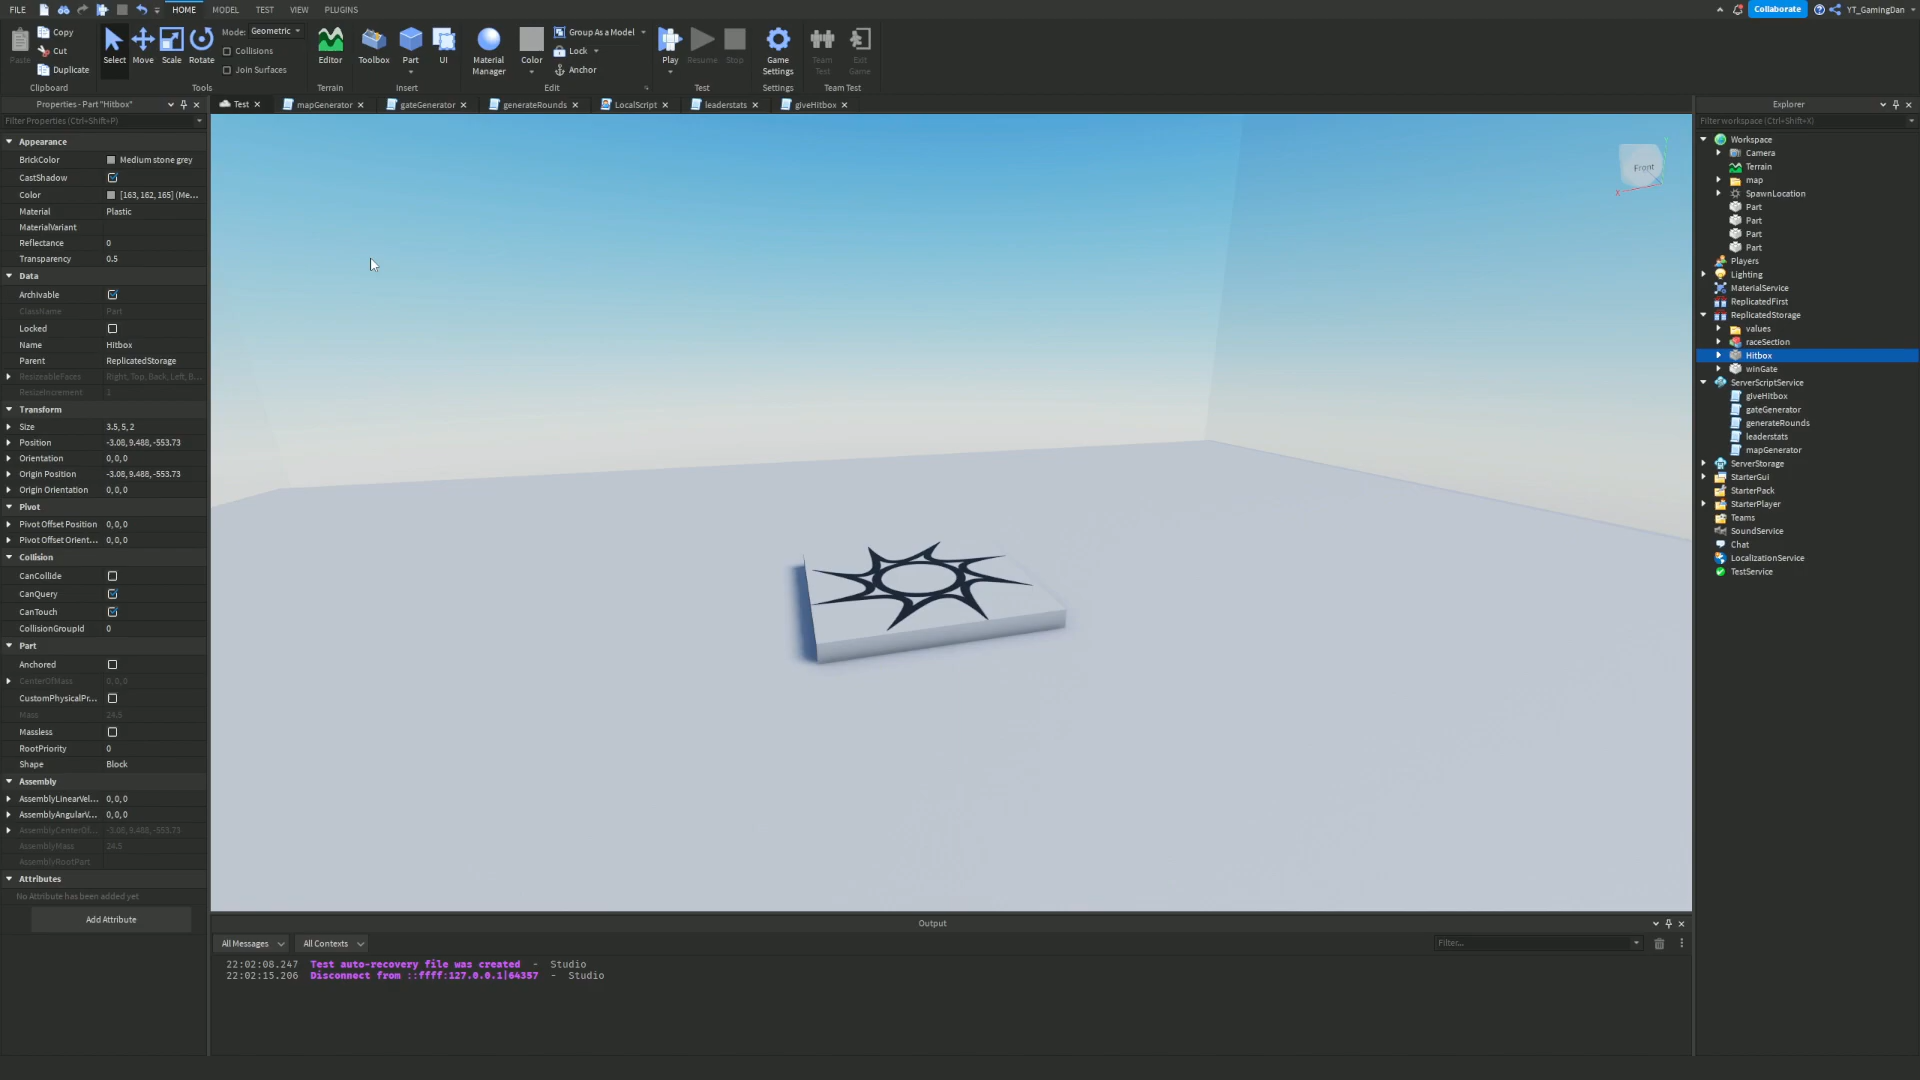 FILE HOME MODEL TEST VIEW PLUGINS Collaborate YT_GamingDan
Paste Copy Cut Duplicate Clipboard
Select Move Scale Rotate Mode: Geometric Collisions Join Surfaces Tools
Editor Terrain
Toolbox Part UI Insert
Material Manager Color Group As a Model Lock Anchor Edit
Play Resume Stop Test
Game Settings Settings
Team Test Exit Game Team Test
Properties - Part "Hitbox"
Test mapGenerator gateGenerator generateRounds LocalScript leaderstats giveHitbox
Explorer
Filter Properties (Ctrl+Shift+P)
Appearance
BrickColor Medium stone grey
CastShadow
Color [163, 162, 165] (Me...
Material Plastic
MaterialVariant
Reflectance 0
Transparency 0.5
Data
Archivable
ClassName Part
Locked
Name Hitbox
Parent ReplicatedStorage
ResizeableFaces Right, Top, Back, Left, B...
ResizeIncrement 1
Transform
Size 3.5, 5, 2
Position -3.08, 9.488, -553.73
Orientation 0, 0, 0
Origin Position -3.08, 9.488, -553.73
Origin Orientation 0, 0, 0
Pivot
Pivot Offset Position 0, 0, 0
Pivot Offset Orient... 0, 0, 0
Collision
CanCollide
CanQuery
CanTouch
CollisionGroupId 0
Part
Anchored
CenterOfMass 0, 0, 0
CustomPhysicalPr...
Mass 24.5
Massless
RootPriority 0
Shape Block
Assembly
AssemblyLinearVel... 0, 0, 0
AssemblyAngularV... 0, 0, 0
AssemblyCenterOf... -3.08, 9.488, -553.73
AssemblyMass 24.5
AssemblyRootPart
Attributes
No Attribute has been added yet
Add Attribute
Front
X
Y
Filter workspace (Ctrl+Shift+X)
Workspace
Camera
Terrain
map
SpawnLocation
Part
Part
Part
Part
Players
Lighting
MaterialService
ReplicatedFirst
ReplicatedStorage
values
raceSection
Hitbox
winGate
ServerScriptService
giveHitbox
gateGenerator
generateRounds
leaderstats
mapGenerator
ServerStorage
StarterGui
StarterPack
StarterPlayer
Teams
SoundService
Chat
LocalizationService
TestService
Output
All Messages All Contexts Filter...
22:02:08.247 Test auto-recovery file was created - Studio
22:02:15.206 Disconnect from ::ffff:127.0.0.1|64357 - Studio